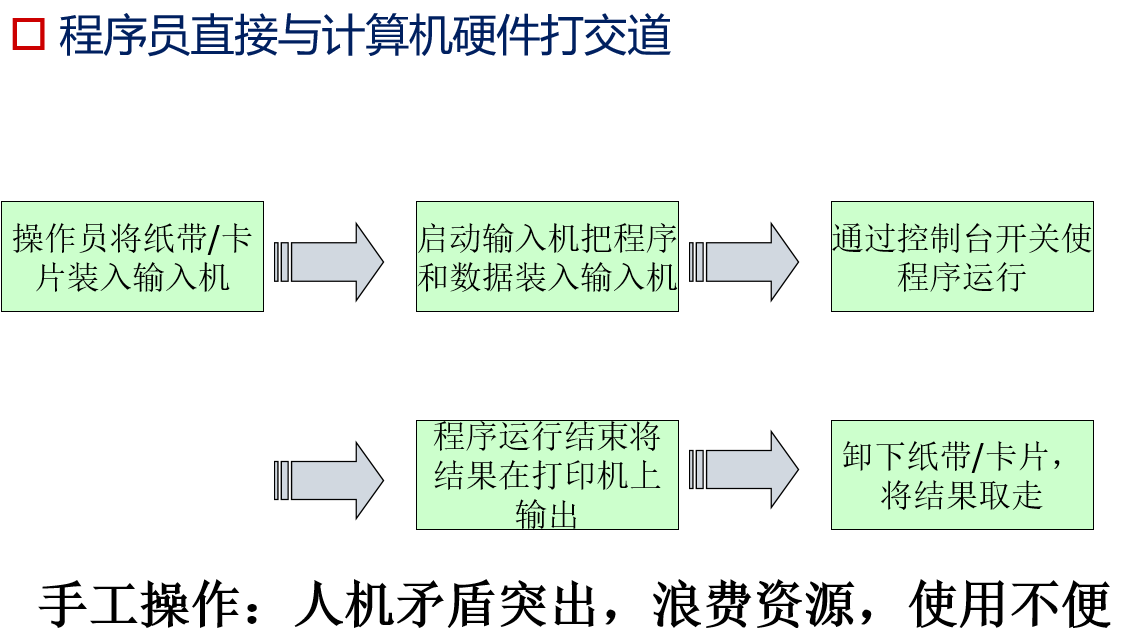 程序员直接与计算机硬件打交道
操作员将纸带/卡
片装入输入机
启动输入机把程序
和数据装入输入机
通过控制台开关使
程序运行
程序运行结束将
结果在打印机上
输出
卸下纸带/卡片，
将结果取走
手工操作：人机矛盾突出，浪费资源，使用不便